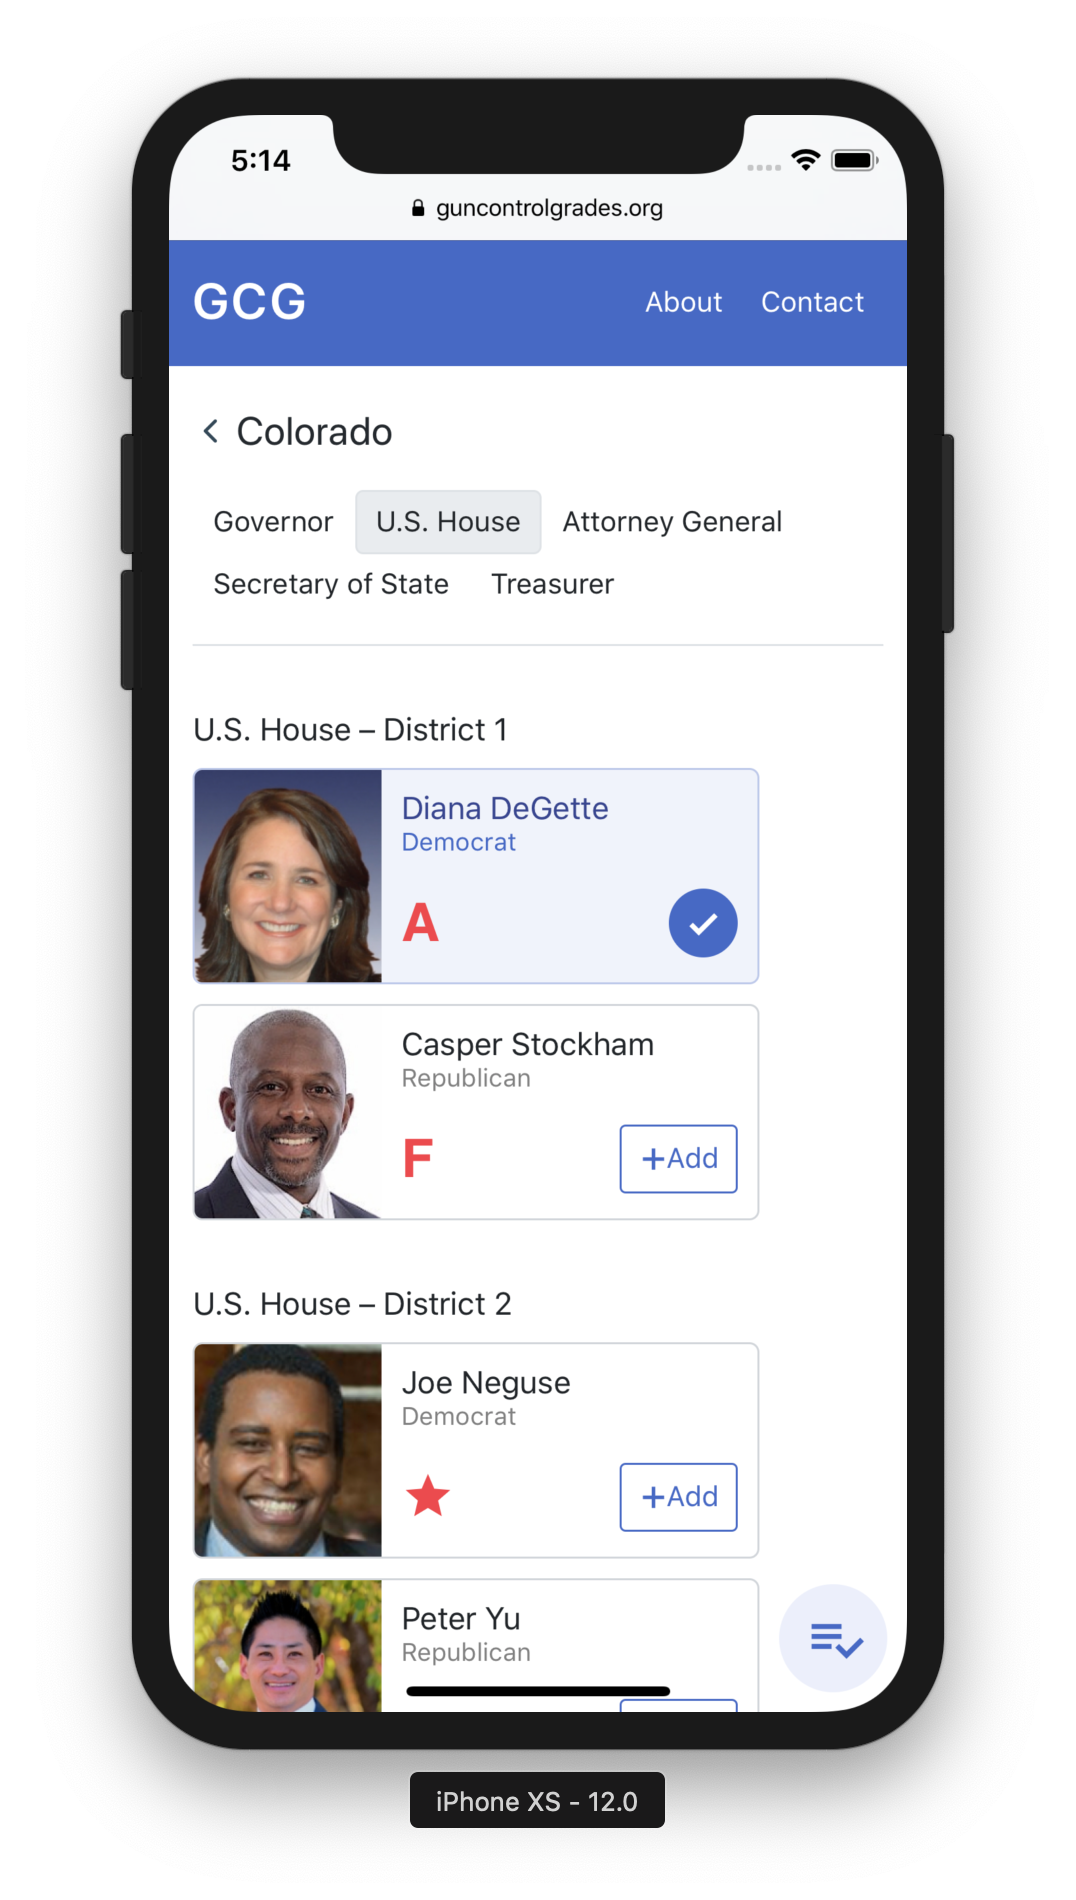 5:14
guncontrolgrades.org
GCG About Contact
Colorado
Governor U.S. House Attorney General
Secretary of State Treasurer
U.S. House – District 1
Diana DeGette
Democrat
A
Casper Stockham
Republican
F
+Add
U.S. House – District 2
Joe Neguse
Democrat
+Add
Peter Yu
Republican
iPhone XS - 12.0